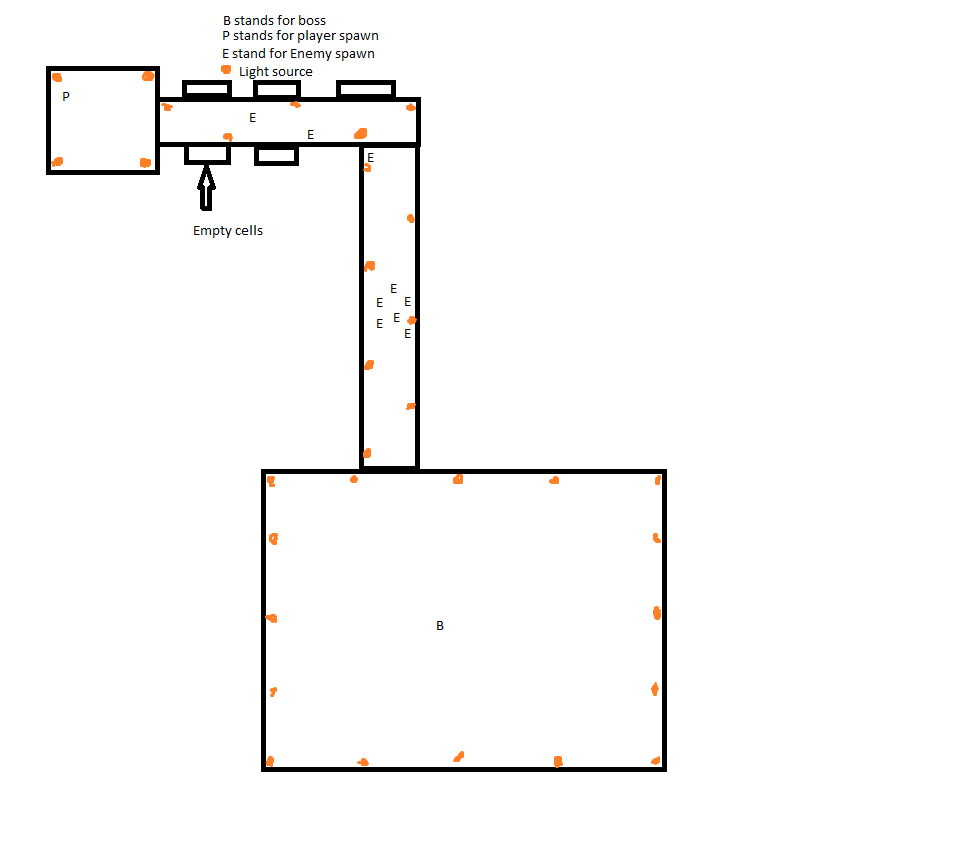 B stands for boss
P stands for player spawn
E stand for Enemy spawn
Light source
P
E
E
E
Empty cells
E
E
E
E
E
E
B